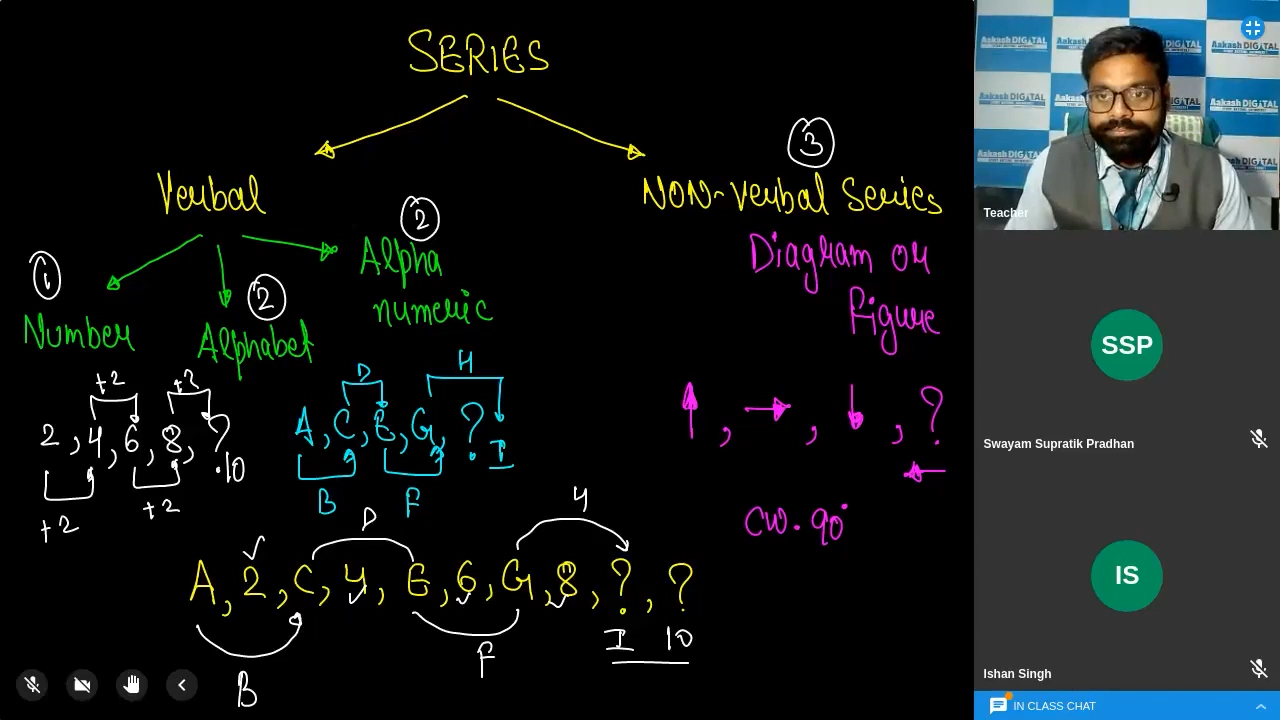 SERIES
Verbal
NON-Verbal Series
1
2
2
3
Number
Alphabet
Alpha
numeric
Diagram or
Figure
+2
+2
2, 4, 6, 8, ?
10
+2
+2
D
H
A, C, E, G, ?
I
B
F
↑, →, ↓, ?
←
CW. 90°
D
H
A, 2, C, 4, E, 6, G, 8, ?, ?
I 10
B
F
Aakash DIGITAL
Teacher
SSP
Swayam Supratik Pradhan
IS
Ishan Singh
IN CLASS CHAT